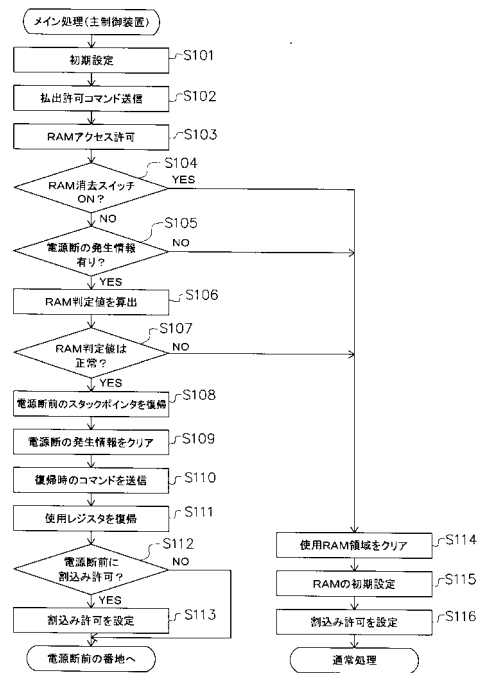 メイン処理(主制御装置)
初期設定
S101
払出許可コマンド送信
S102
RAMアクセス許可
S103
S104
RAM消去スイッチ
ON?
YES
NO
S105
電源断の発生情報
有り?
NO
YES
RAM判定値を算出
S106
S107
RAM判定値は
正常?
NO
YES
電源断前のスタックポインタを復帰
S108
電源断の発生情報をクリア
S109
復帰時のコマンドを送信
S110
使用レジスタを復帰
S111
S112
電源断前に
割込み許可?
NO
YES
割込み許可を設定
S113
電源断前の番地へ
使用RAM領域をクリア
S114
RAMの初期設定
S115
割込み許可を設定
S116
通常処理